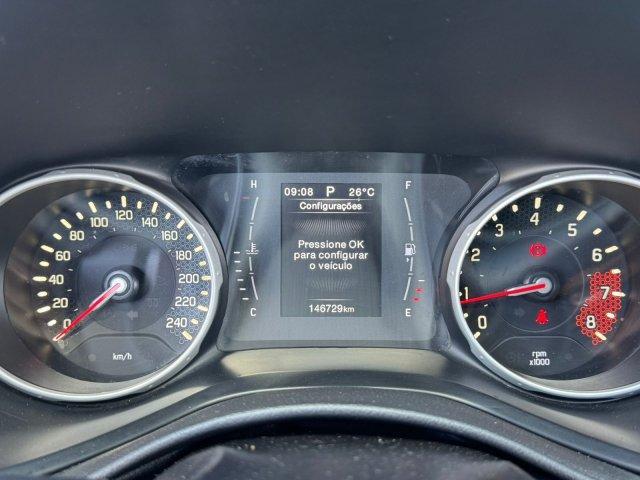 09:08 P 26°C
Configurações
Pressione OK
para configurar
o veículo
146729km
H
C
F
E
0
20
40
60
80
100
120
140
160
180
200
220
240
km/h
0
1
2
3
4
5
6
7
8
rpm
x1000